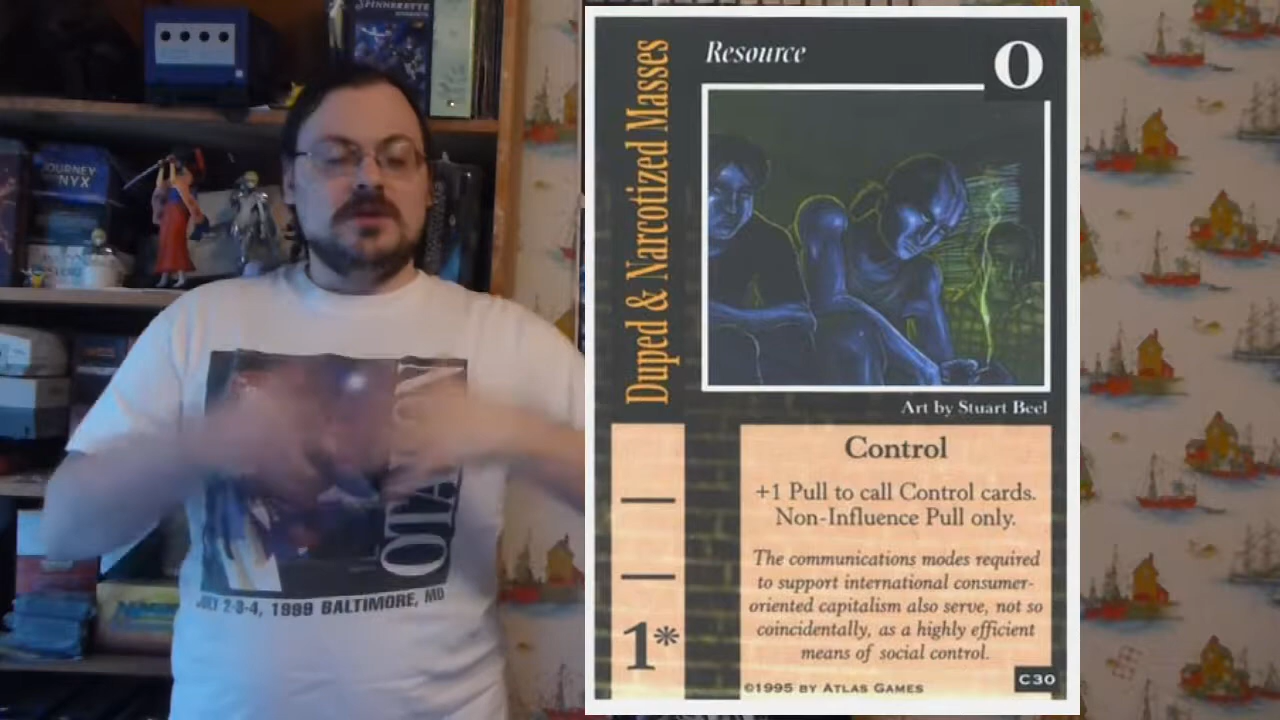 SPINNERETTE
JOURNEY
NYX
OTA
JULY 2-3-4, 1999 BALTIMORE, MD
Duped & Narcotized Masses
Resource
0
Art by Stuart Beel
Control
+1 Pull to call Control cards.
Non-Influence Pull only.
The communications modes required
to support international consumer-
oriented capitalism also serve, not so
coincidentally, as a highly efficient
means of social control.
1*
©1995 BY ATLAS GAMES
C30